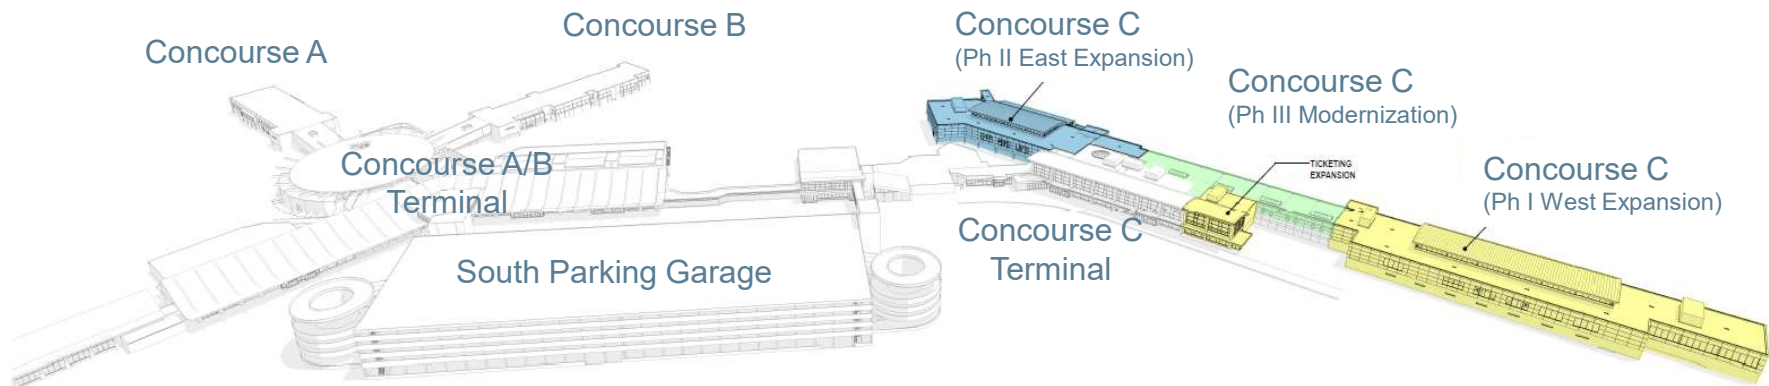 Concourse A
Concourse B
Concourse C
(Ph II East Expansion)
Concourse C
(Ph III Modernization)
TICKETING
EXPANSION
Concourse C
(Ph I West Expansion)
Concourse A/B
Terminal
Concourse C
Terminal
South Parking Garage